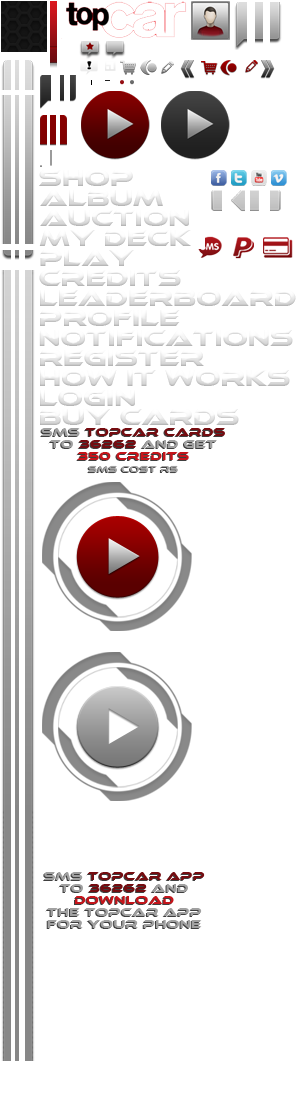 topcar
SHOP
ALBUM
AUCTION
MY DECK
PLAY
CREDITS
LEADERBOARD
PROFILE
NOTIFICATIONS
REGISTER
HOW IT WORKS
LOGIN
BUY CARDS
SMS TOPCAR CARDS
TO 36262 AND GET
350 CREDITS
SMS COST R5
SMS TOPCAR APP
TO 36262 AND
DOWNLOAD
THE TOPCAR APP
FOR YOUR PHONE